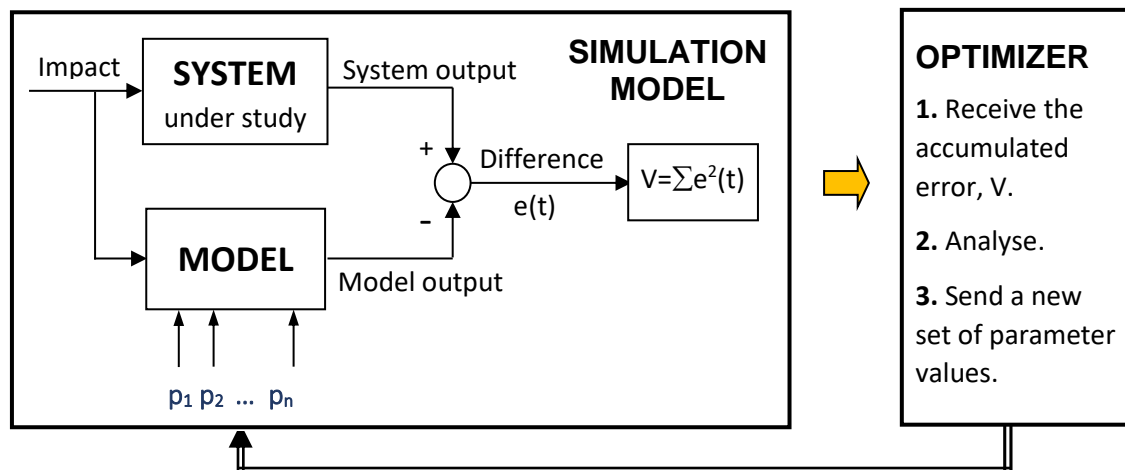 SIMULATION
MODEL
Impact
SYSTEM
under study
System output
+
-
Difference
e(t)
V=∑e²(t)
MODEL
Model output
p₁ p₂ ... pₙ
OPTIMIZER
1. Receive the
accumulated
error, V.
2. Analyse.
3. Send a new
set of parameter
values.